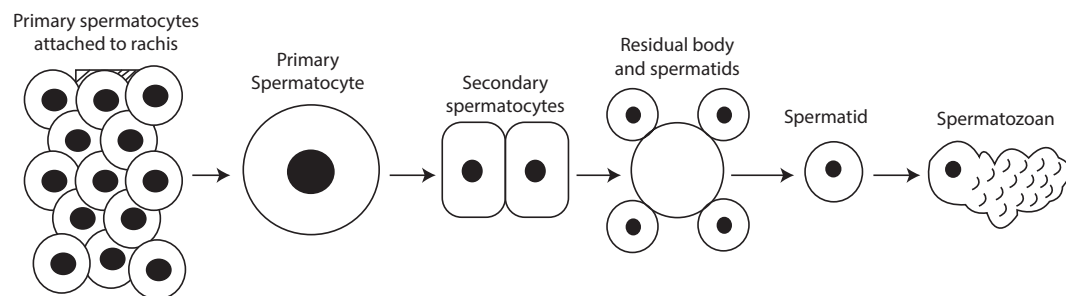 Primary spermatocytes
attached to rachis
Primary
Spermatocyte
Secondary
spermatocytes
Residual body
and spermatids
Spermatid
Spermatozoan